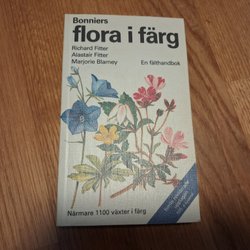 Bonniers
flora i färg
Richard Fitter
Alastair Fitter
Marjorie Blamey
En fälthandbok
Närmare 1100 växter i färg